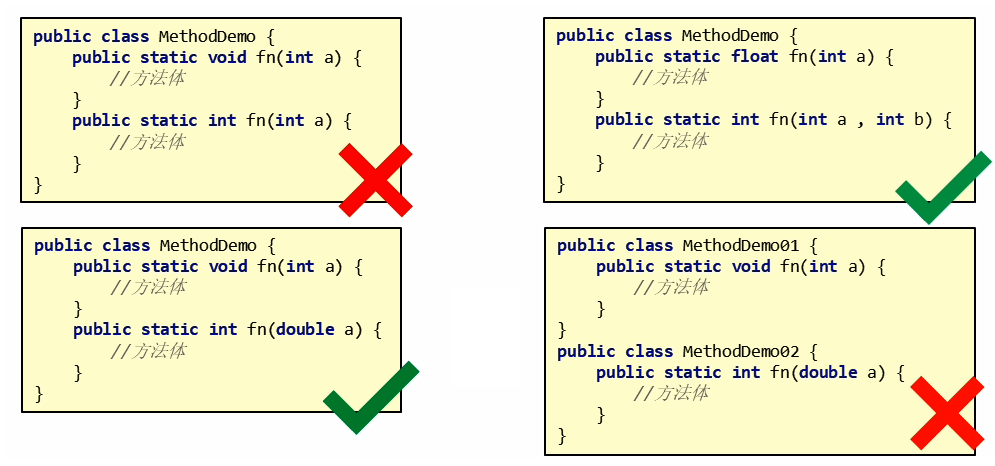 public class MethodDemo {
    public static void fn(int a) {
        //方法体
    }
    public static int fn(int a) {
        //方法体
    }
}
public class MethodDemo {
    public static float fn(int a) {
        //方法体
    }
    public static int fn(int a , int b) {
        //方法体
    }
}
public class MethodDemo {
    public static void fn(int a) {
        //方法体
    }
    public static int fn(double a) {
        //方法体
    }
}
public class MethodDemo01 {
    public static void fn(int a) {
        //方法体
    }
}
public class MethodDemo02 {
    public static int fn(double a) {
        //方法体
    }
}